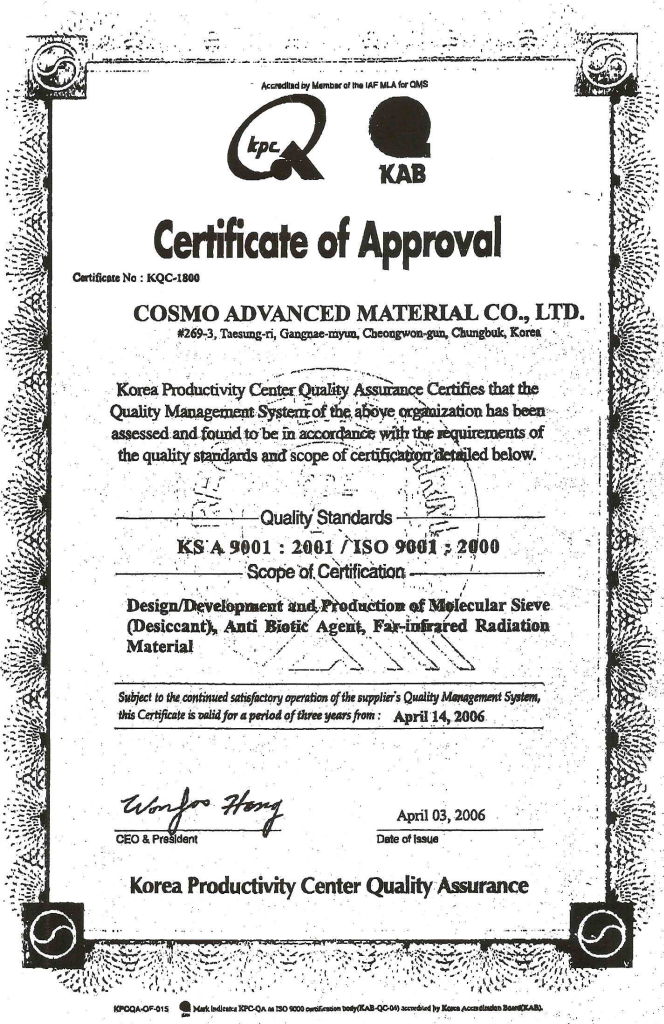 Accredited by Member of the IAF MLA for QMS
kpc
KAB
Certificate of Approval
Certificate No : KQC-1800
COSMO ADVANCED MATERIAL CO., LTD.
#269-3, Taesung-ri, Gangnae-myun, Cheongwon-gun, Chungbuk, Korea
Korea Productivity Center Quality Assurance Certifies that the
Quality Management System of the above organization has been
assessed and found to be in accordance with the requirements of
the quality standards and scope of certification detailed below.
Quality Standards
KS A 9001 : 2001 / ISO 9001 : 2000
Scope of Certification
Design/Development and Production of Molecular Sieve
(Desiccant), Anti Biotic Agent, Far-infrared Radiation
Material
Subject to the continued satisfactory operation of the supplier's Quality Management System,
this Certificate is valid for a period of three years from : April 14, 2006
Wonjoo Hong
April 03, 2006
CEO & President
Date of Issue
Korea Productivity Center Quality Assurance
KPCQA-OF-015 Mark indicates KPC-QA as ISO 9000 certification body(KAB-QC-04) accredited by Korea Accreditation Board(KAB).